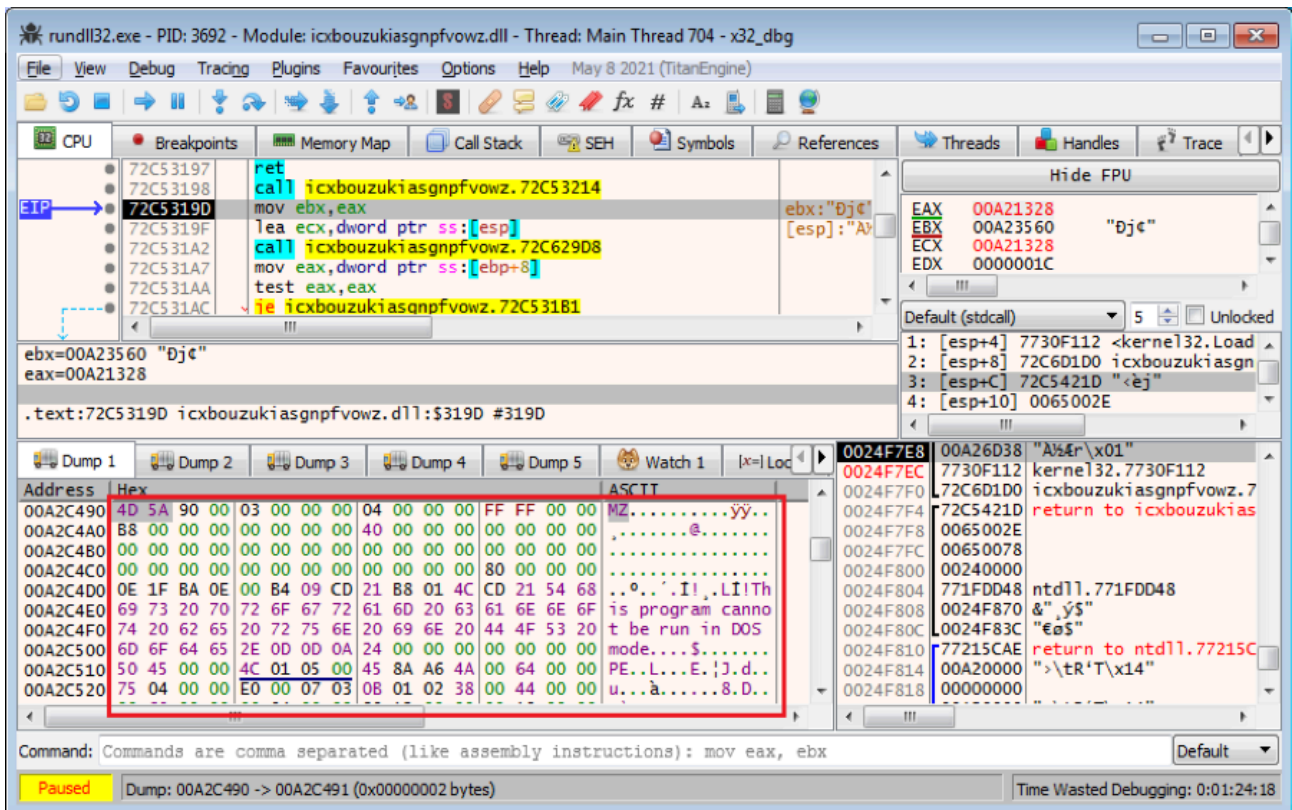 rundll32.exe - PID: 3692 - Module: icxbouzukiasgnpfvowz.dll - Thread: Main Thread 704 - x32_dbg
File View Debug Tracing Plugins Favourites Options Help May 8 2021 (TitanEngine)
CPU Breakpoints Memory Map Call Stack SEH Symbols References Threads Handles Trace
72C53197 ret
72C53198 call icxbouzukiasgnpfvowz.72C53214
EIP 72C5319D mov ebx,eax ebx:"Ðj¢"
72C5319F lea ecx,dword ptr ss:[esp] [esp]:"À
72C531A2 call icxbouzukiasgnpfvowz.72C629D8
72C531A7 mov eax,dword ptr ss:[ebp+8]
72C531AA test eax,eax
72C531AC je icxbouzukiasgnpfvowz.72C531B1
Hide FPU
EAX 00A21328
EBX 00A23560 "Ðj¢"
ECX 00A21328
EDX 0000001C
Default (stdcall) 5 Unlocked
1: [esp+4] 7730F112 <kernel32.Load
2: [esp+8] 72C6D1D0 icxbouzukiasgn
3: [esp+C] 72C5421D "<èj"
4: [esp+10] 0065002E
ebx=00A23560 "Ðj¢"
eax=00A21328
.text:72C5319D icxbouzukiasgnpfvowz.dll:$319D #319D
Dump 1 Dump 2 Dump 3 Dump 4 Dump 5 Watch 1 [x=] Loc
Address Hex ASCII
00A2C490 4D 5A 90 00 03 00 00 00 04 00 00 00 FF FF 00 00 MZ..........ÿÿ..
00A2C4A0 B8 00 00 00 00 00 00 00 40 00 00 00 00 00 00 00 ¸.......@.......
00A2C4B0 00 00 00 00 00 00 00 00 00 00 00 00 00 00 00 00 ................
00A2C4C0 00 00 00 00 00 00 00 00 00 00 00 00 80 00 00 00 ................
00A2C4D0 0E 1F BA 0E 00 B4 09 CD 21 B8 01 4C CD 21 54 68 ..º..´.Í!¸.LÍ!Th
00A2C4E0 69 73 20 70 72 6F 67 72 61 6D 20 63 61 6E 6E 6F is program canno
00A2C4F0 74 20 62 65 20 72 75 6E 20 69 6E 20 44 4F 53 20 t be run in DOS
00A2C500 6D 6F 64 65 2E 0D 0D 0A 24 00 00 00 00 00 00 00 mode....$.......
00A2C510 50 45 00 00 4C 01 05 00 45 8A A6 4A 00 64 00 00 PE..L...E.¦J.d..
00A2C520 75 04 00 00 E0 00 07 03 0B 01 02 38 00 44 00 00 u...à......8.D..
0024F7E8 00A26D38 "À½Ær\x01"
0024F7EC 7730F112 kernel32.7730F112
0024F7F0 72C6D1D0 icxbouzukiasgnpfvowz.7
0024F7F4 72C5421D return to icxbouzukias
0024F7F8 0065002E
0024F7FC 00650078
0024F800 00240000
0024F804 771FDD48 ntdll.771FDD48
0024F808 0024F870 &"¸ý$"
0024F80C 0024F83C "€ø$"
0024F810 77215CAE return to ntdll.77215C
0024F814 00A20000 ">\tR'T\x14"
0024F818 00000000
Command: Commands are comma separated (like assembly instructions): mov eax, ebx Default
Paused Dump: 00A2C490 -> 00A2C491 (0x00000002 bytes) Time Wasted Debugging: 0:01:24:18